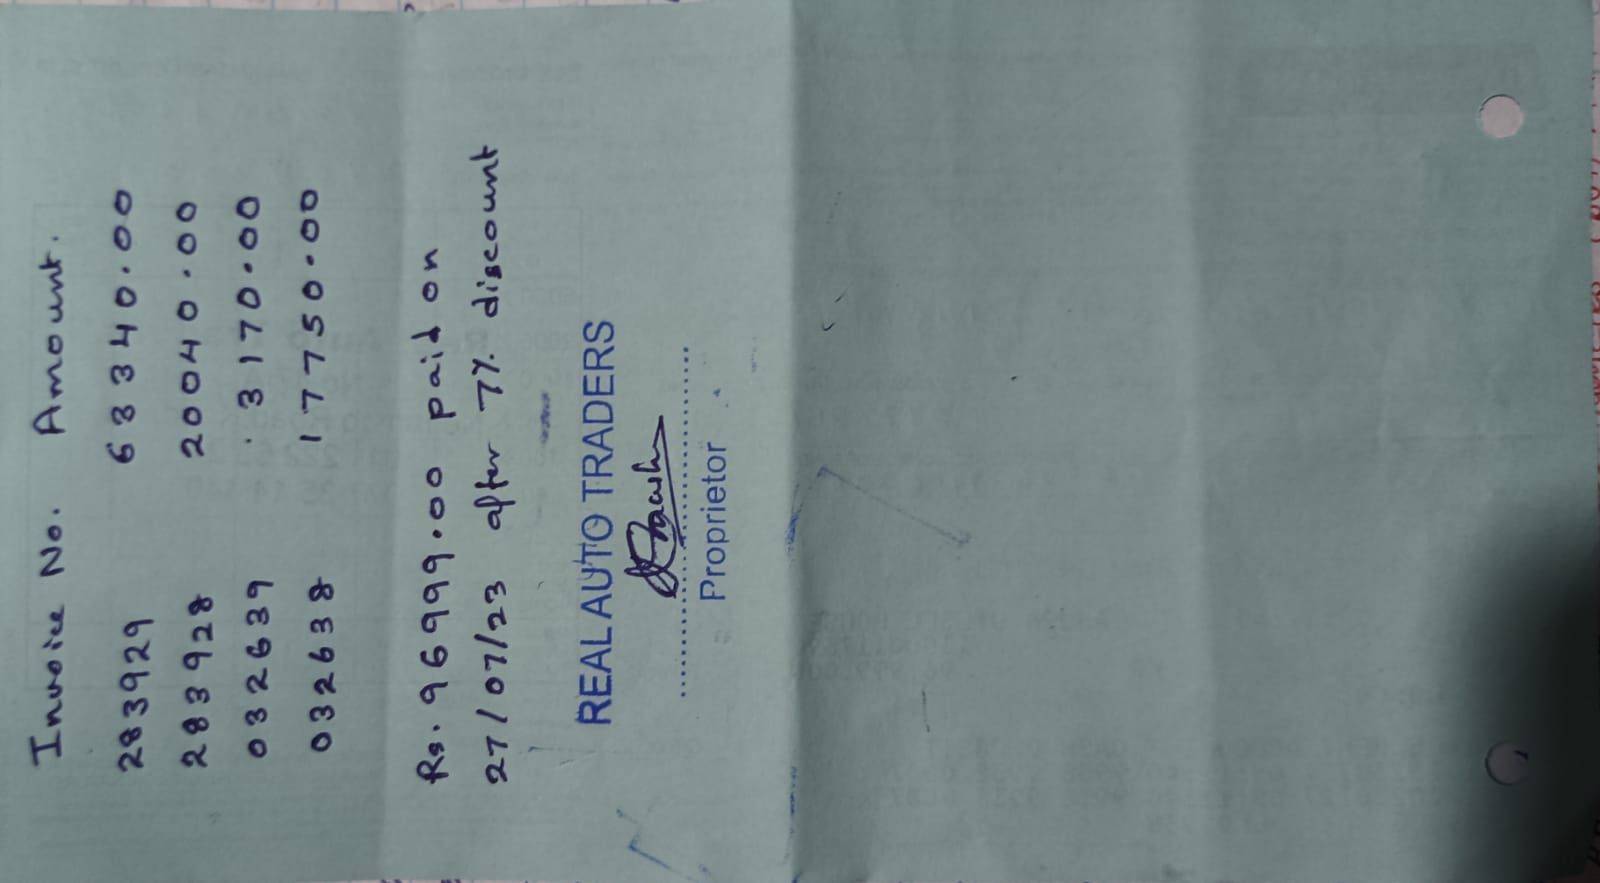 Invoice No. Amount.
283929 63340.00
283928 20040.00
032639 3170.00
032638 17750.00
Rs. 96999.00 paid on
27/07/23 after 7% discount
REAL AUTO TRADERS
Proprietor